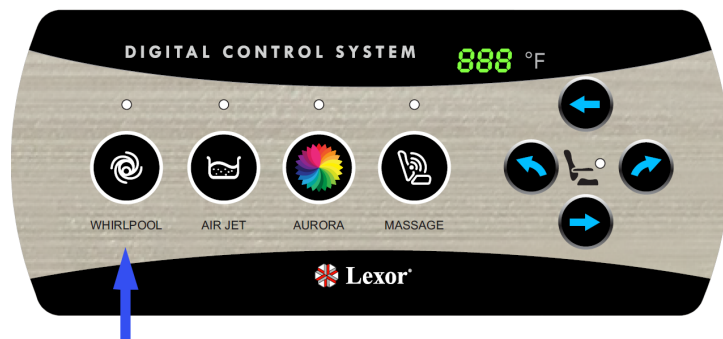 DIGITAL CONTROL SYSTEM
888 °F
WHIRLPOOL AIR JET AURORA MASSAGE
Lexor